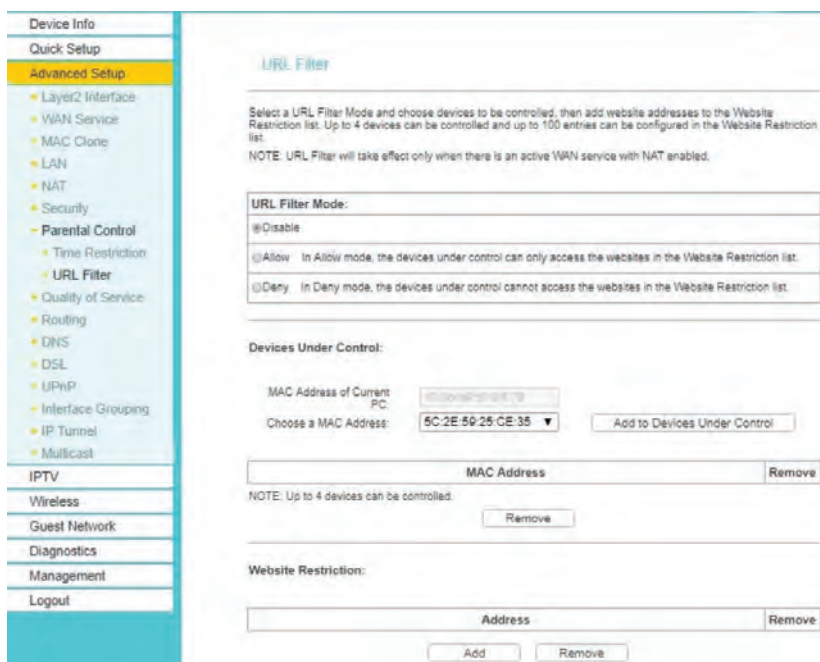 Device Info
Quick Setup
Advanced Setup
Layer2 Interface
WAN Service
MAC Clone
LAN
NAT
Security
Parental Control
Time Restriction
URL Filter
Quality of Service
Routing
DNS
DSL
UPnP
Interface Grouping
IP Tunnel
Multicast
IPTV
Wireless
Guest Network
Diagnostics
Management
Logout
URL Filter
Select a URL Filter Mode and choose devices to be controlled, then add website addresses to the Website
Restriction list. Up to 4 devices can be controlled and up to 100 entries can be configured in the Website Restriction
list.
NOTE: URL Filter will take effect only when there is an active WAN service with NAT enabled.
URL Filter Mode:
Disable
Allow In Allow mode, the devices under control can only access the websites in the Website Restriction list.
Deny In Deny mode, the devices under control cannot access the websites in the Website Restriction list.
Devices Under Control:
MAC Address of Current
PC:
Choose a MAC Address: 5C:2E:59:25:CE:35 Add to Devices Under Control
MAC Address Remove
NOTE: Up to 4 devices can be controlled.
Remove
Website Restriction:
Address Remove
Add Remove